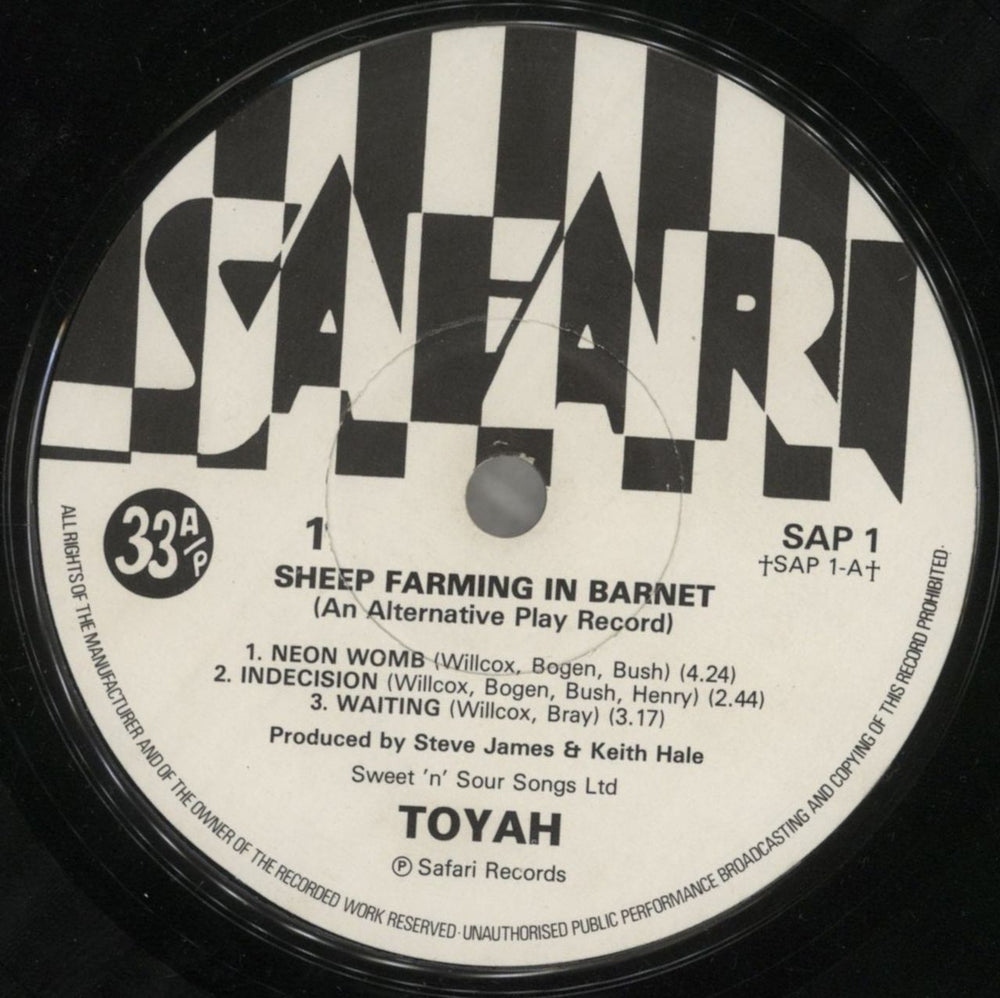 SAFARI
33 A/P
1
SAP 1
†SAP 1-A†
SHEEP FARMING IN BARNET
(An Alternative Play Record)
1. NEON WOMB (Willcox, Bogen, Bush) (4.24)
2. INDECISION (Willcox, Bogen, Bush, Henry) (2.44)
3. WAITING (Willcox, Bray) (3.17)
Produced by Steve James & Keith Hale
Sweet 'n' Sour Songs Ltd
TOYAH
℗ Safari Records
ALL RIGHTS OF THE MANUFACTURER AND OF THE OWNER OF THE RECORDED WORK RESERVED · UNAUTHORISED PUBLIC PERFORMANCE BROADCASTING AND COPYING OF THIS RECORD PROHIBITED.